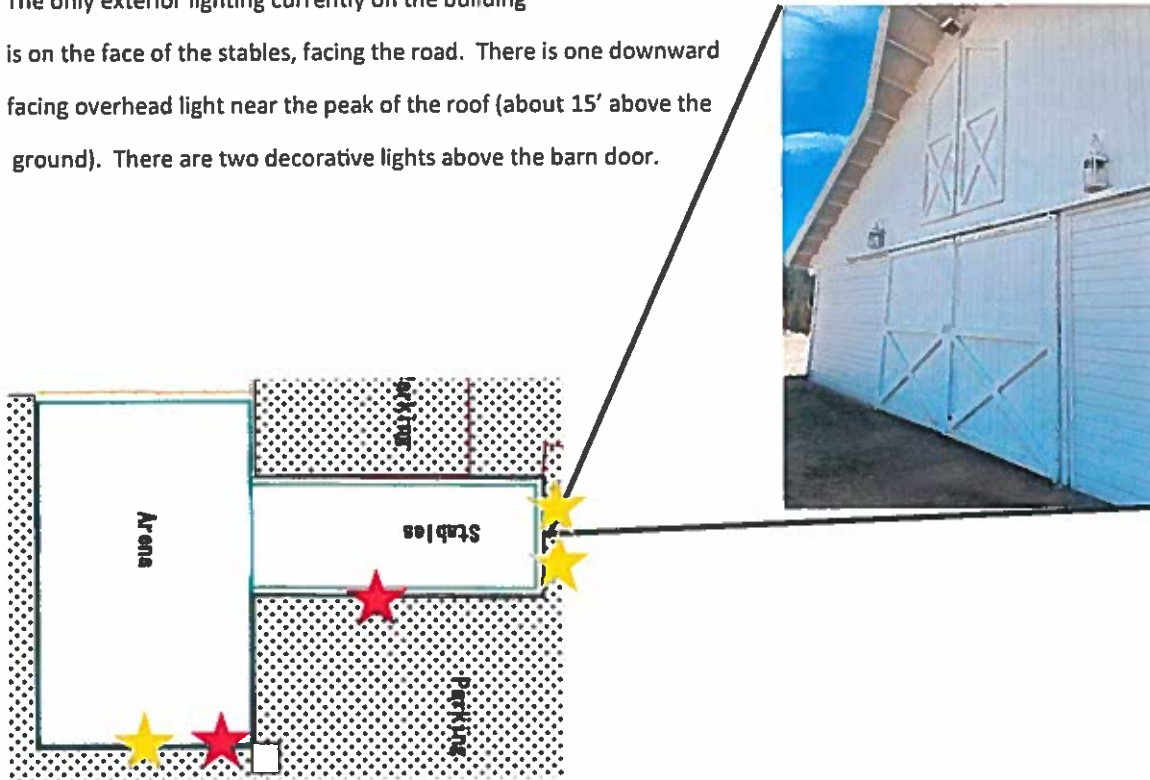 The only exterior lighting currently on the building
is on the face of the stables, facing the road. There is one downward
facing overhead light near the peak of the roof (about 15' above the
ground). There are two decorative lights above the barn door.
Parking
Stables
Arena
Parking